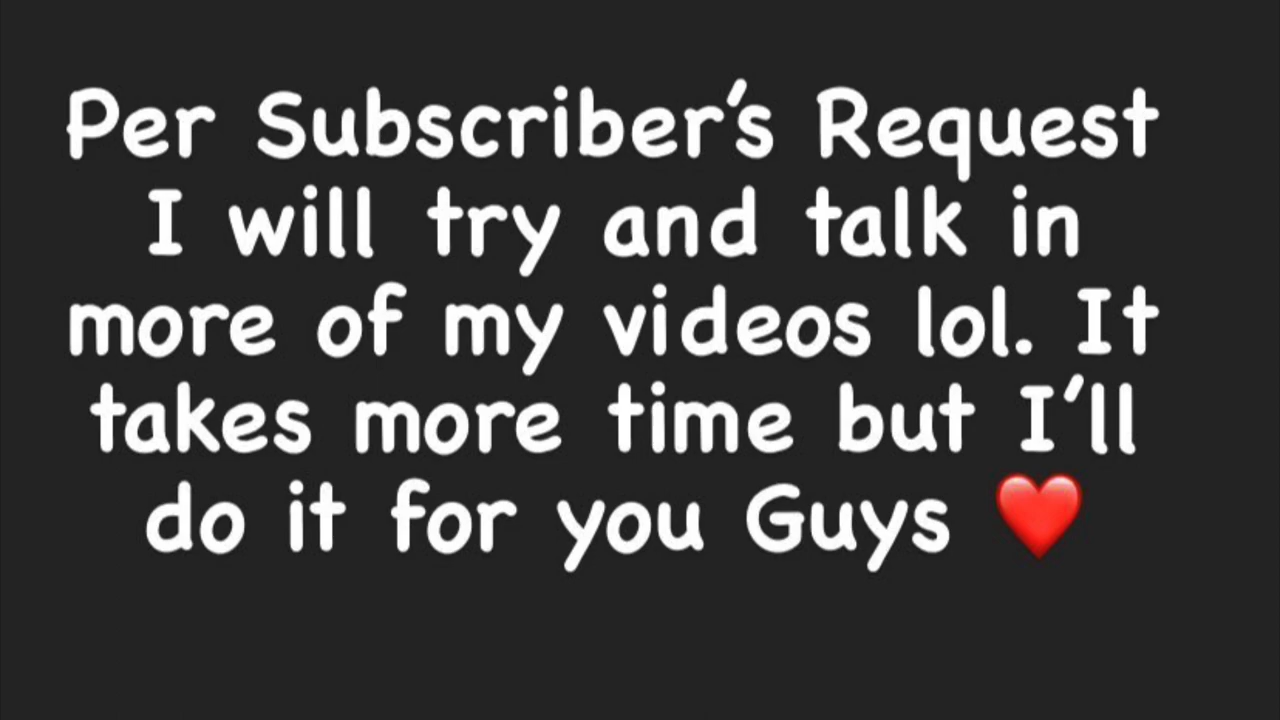 Per Subscriber’s Request
I will try and talk in
more of my videos lol. It
takes more time but I’ll
do it for you Guys ❤️